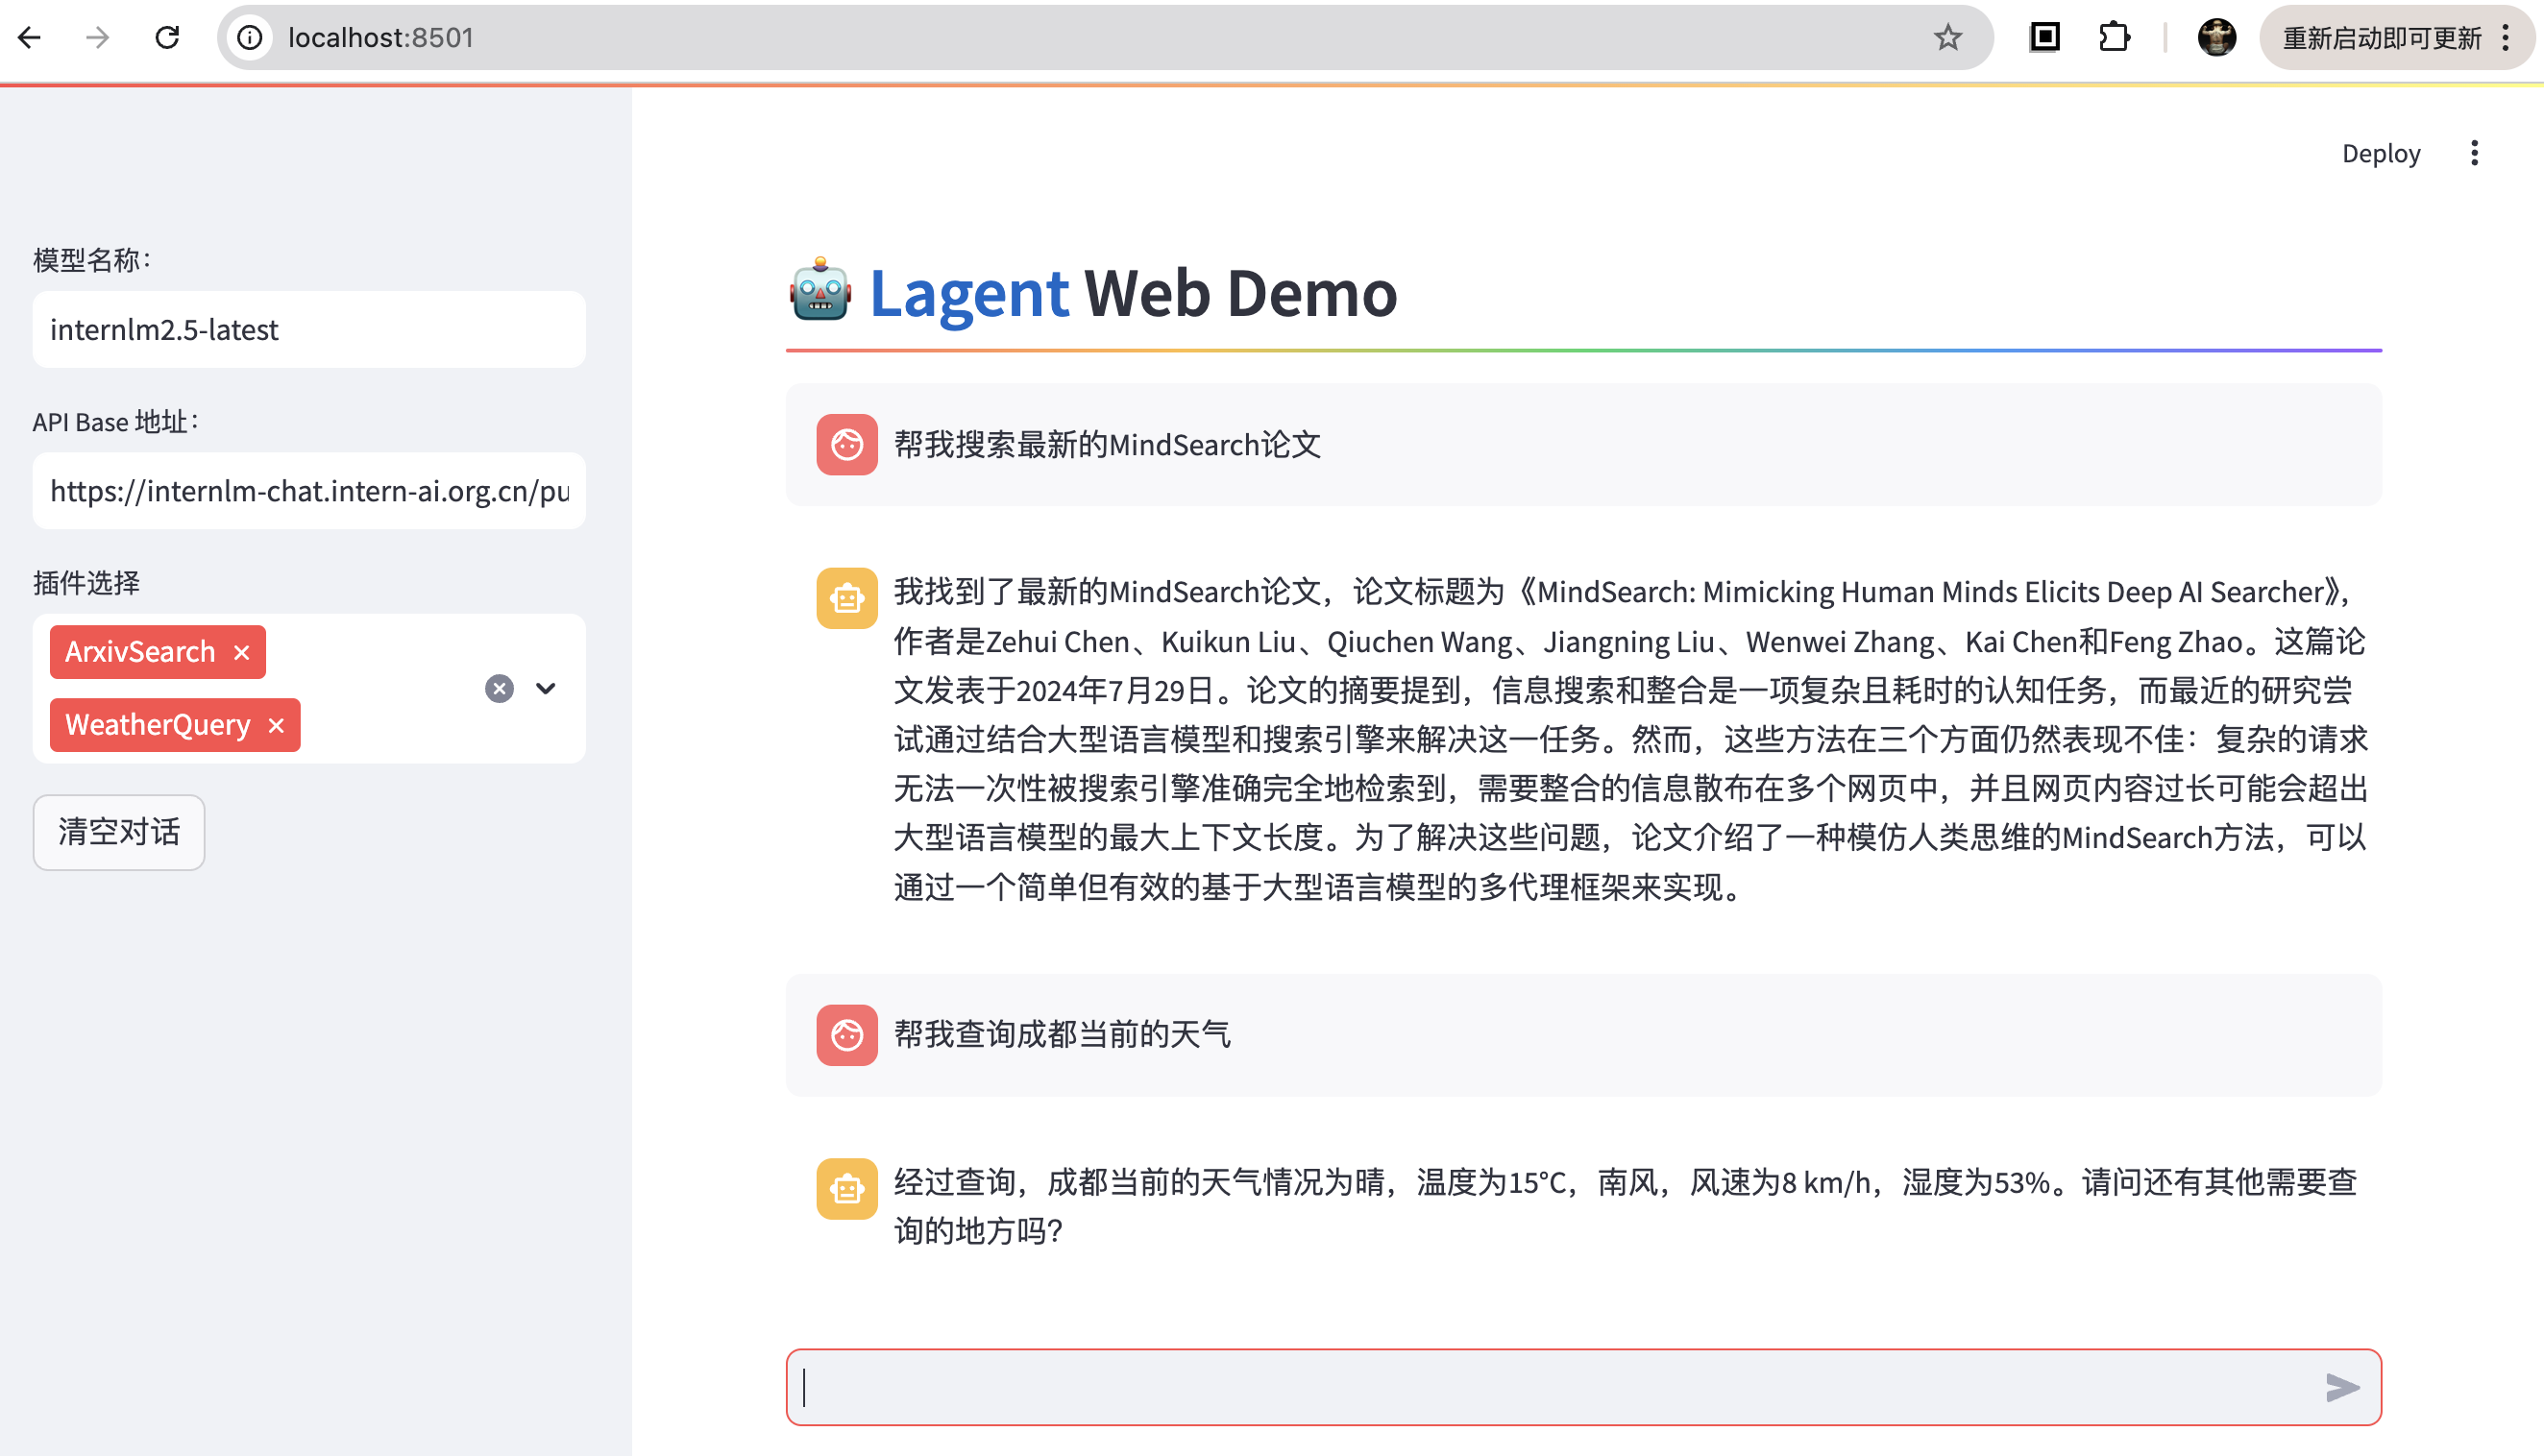 localhost:8501
重新启动即可更新
Deploy
模型名称：
internlm2.5-latest
API Base 地址：
https://internlm-chat.intern-ai.org.cn/pu
插件选择
ArxivSearch
WeatherQuery
清空对话
Lagent Web Demo
帮我搜索最新的MindSearch论文
我找到了最新的MindSearch论文，论文标题为《MindSearch: Mimicking Human Minds Elicits Deep AI Searcher》，
作者是Zehui Chen、Kuikun Liu、Qiuchen Wang、Jiangning Liu、Wenwei Zhang、Kai Chen和Feng Zhao。这篇论
文发表于2024年7月29日。论文的摘要提到，信息搜索和整合是一项复杂且耗时的认知任务，而最近的研究尝
试通过结合大型语言模型和搜索引擎来解决这一任务。然而，这些方法在三个方面仍然表现不佳：复杂的请求
无法一次性被搜索引擎准确完全地检索到，需要整合的信息散布在多个网页中，并且网页内容过长可能会超出
大型语言模型的最大上下文长度。为了解决这些问题，论文介绍了一种模仿人类思维的MindSearch方法，可以
通过一个简单但有效的基于大型语言模型的多代理框架来实现。
帮我查询成都当前的天气
经过查询，成都当前的天气情况为晴，温度为15°C，南风，风速为8 km/h，湿度为53%。请问还有其他需要查
询的地方吗？